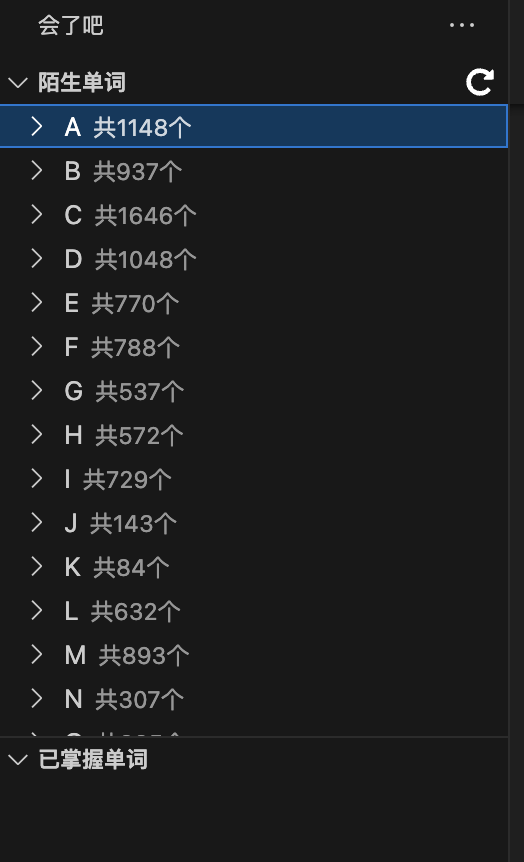 会了吧
陌生单词
A 共1148个
B 共937个
C 共1646个
D 共1048个
E 共770个
F 共788个
G 共537个
H 共572个
I 共729个
J 共143个
K 共84个
L 共632个
M 共893个
N 共307个
已掌握单词